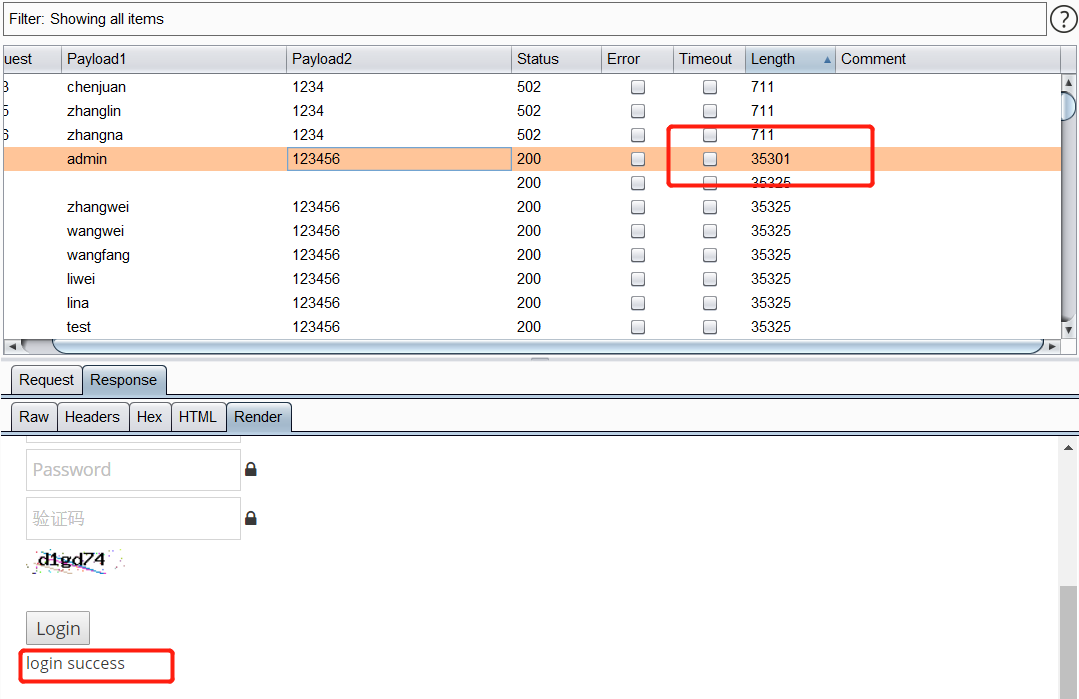 Filter: Showing all items ?
uest Payload1 Payload2 Status Error Timeout Length Comment
3 chenjuan 1234 502 711
5 zhanglin 1234 502 711
6 zhangna 1234 502 711
admin 123456 200 35301
200 35325
zhangwei 123456 200 35325
wangwei 123456 200 35325
wangfang 123456 200 35325
liwei 123456 200 35325
lina 123456 200 35325
test 123456 200 35325
Request Response
Raw Headers Hex HTML Render
Password
验证码
d1gd74
Login
login success